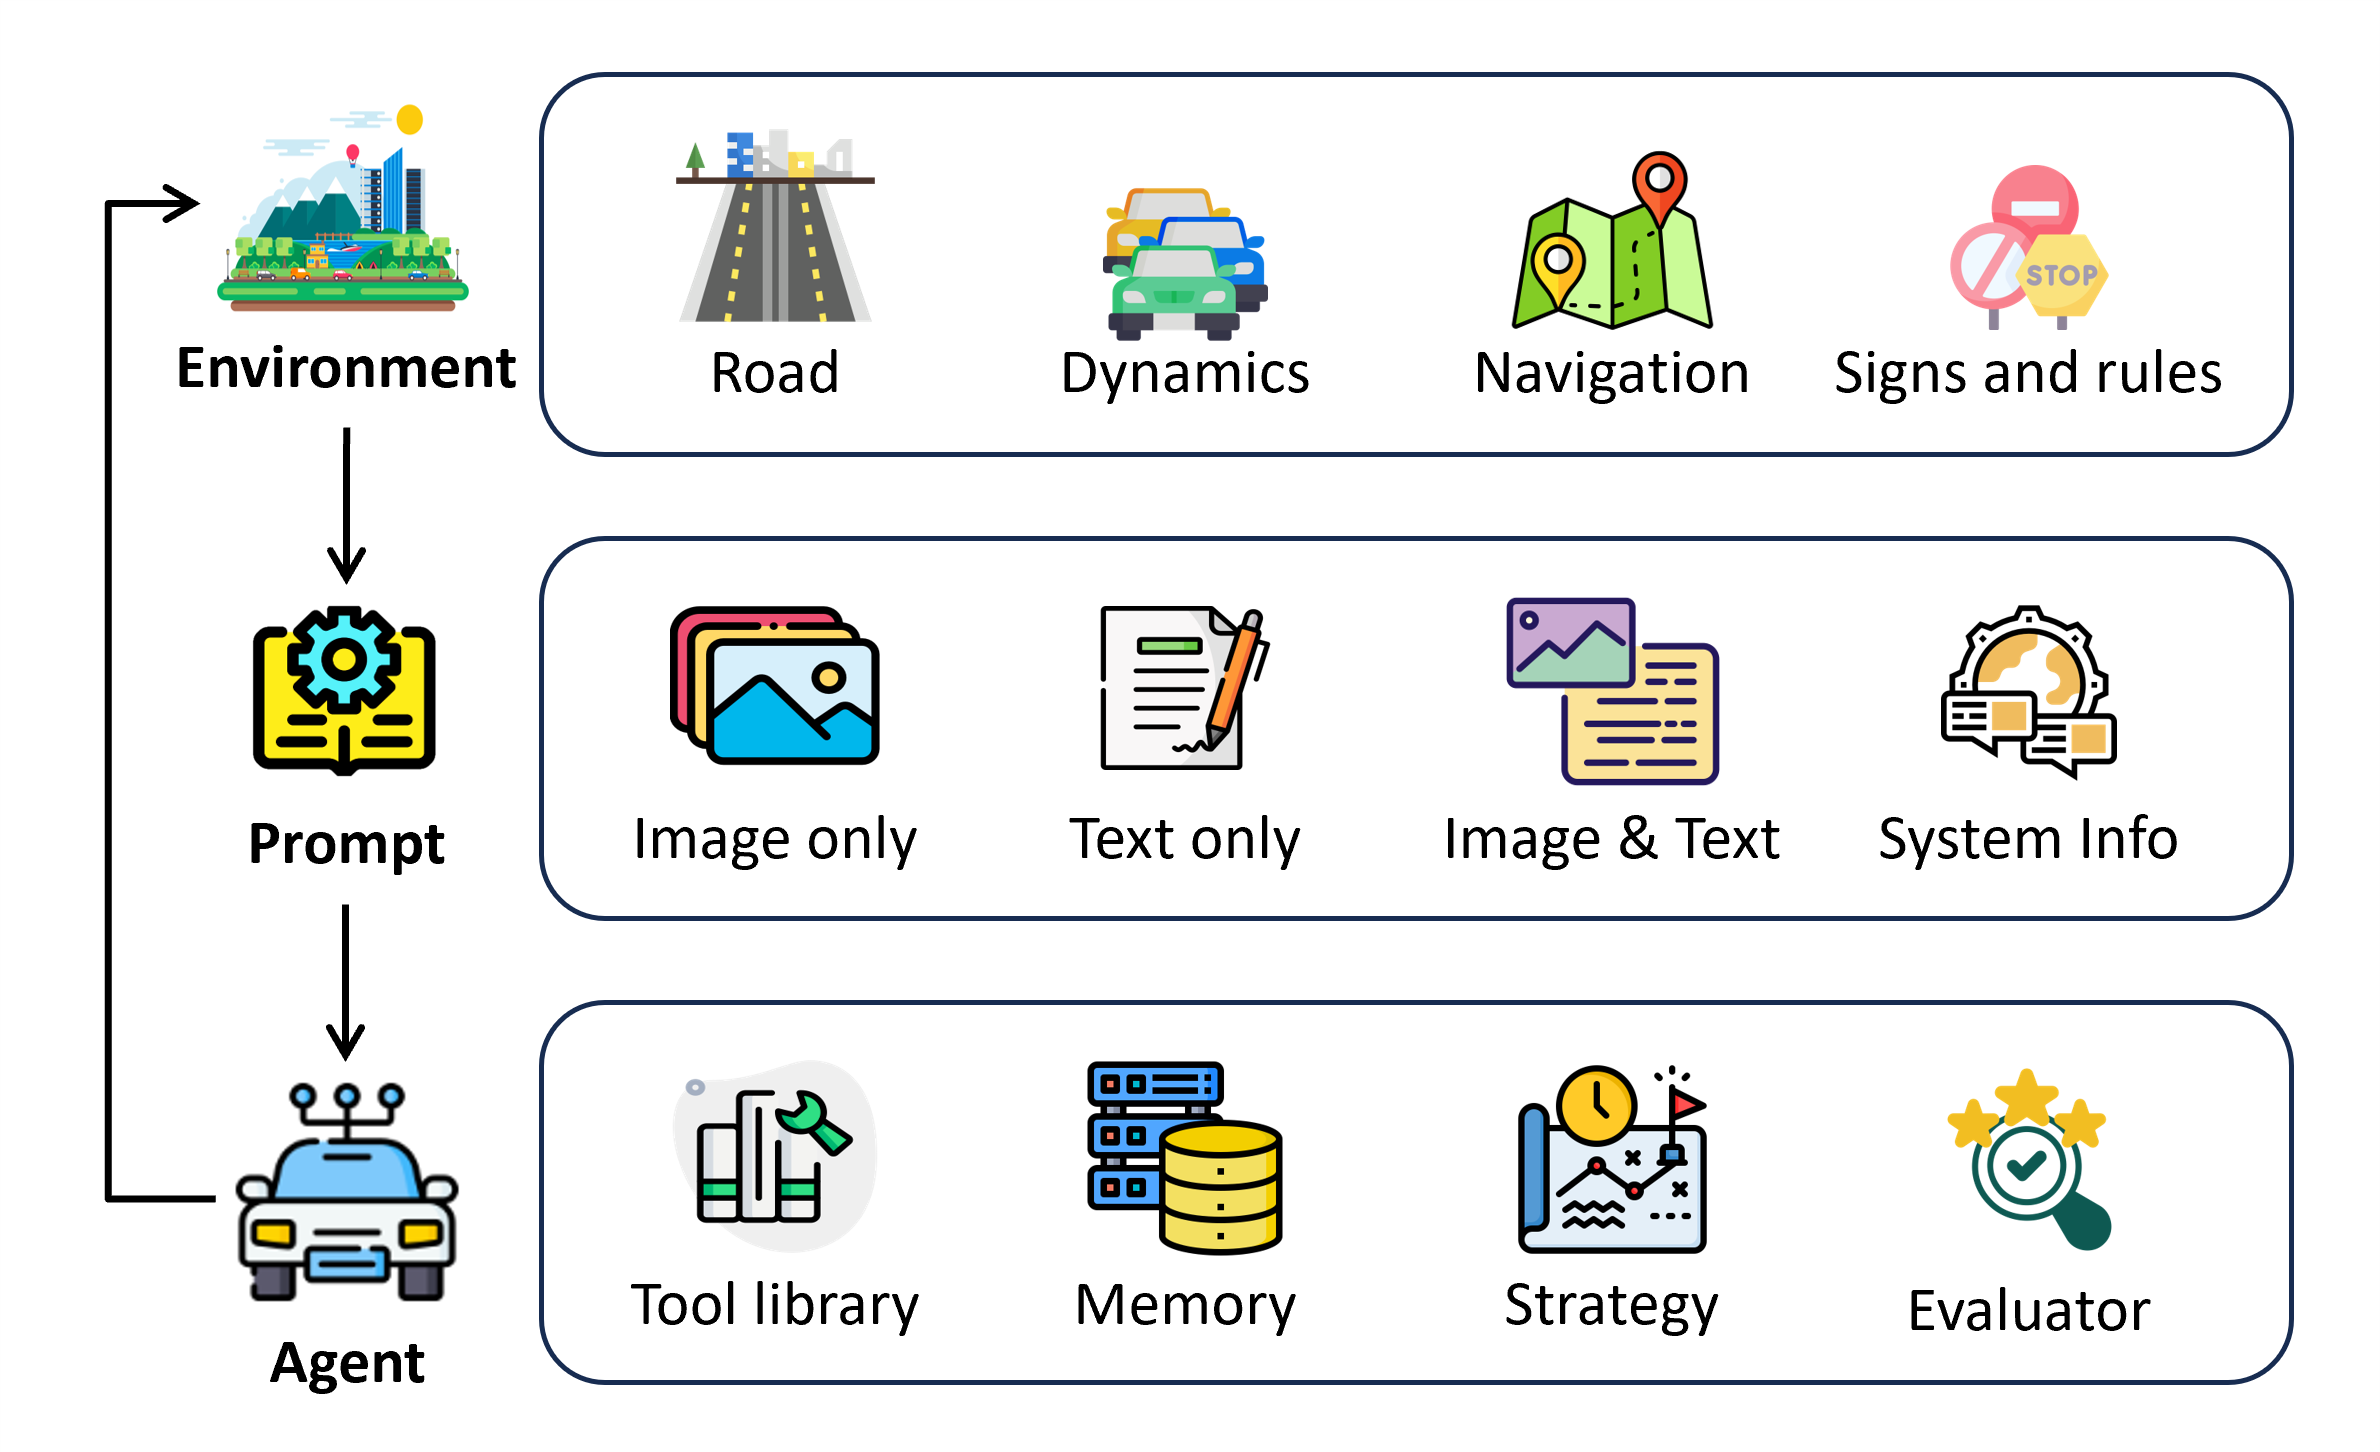 Environment
Road
Dynamics
Navigation
STOP
Signs and rules
Prompt
Image only
Text only
Image & Text
System Info
Agent
Tool library
Memory
Strategy
Evaluator